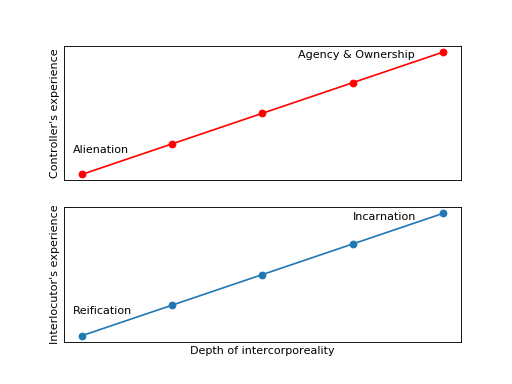 Controller's experience
Agency & Ownership
Alienation
Interlocutor's experience
Incarnation
Reification
Depth of intercorporeality